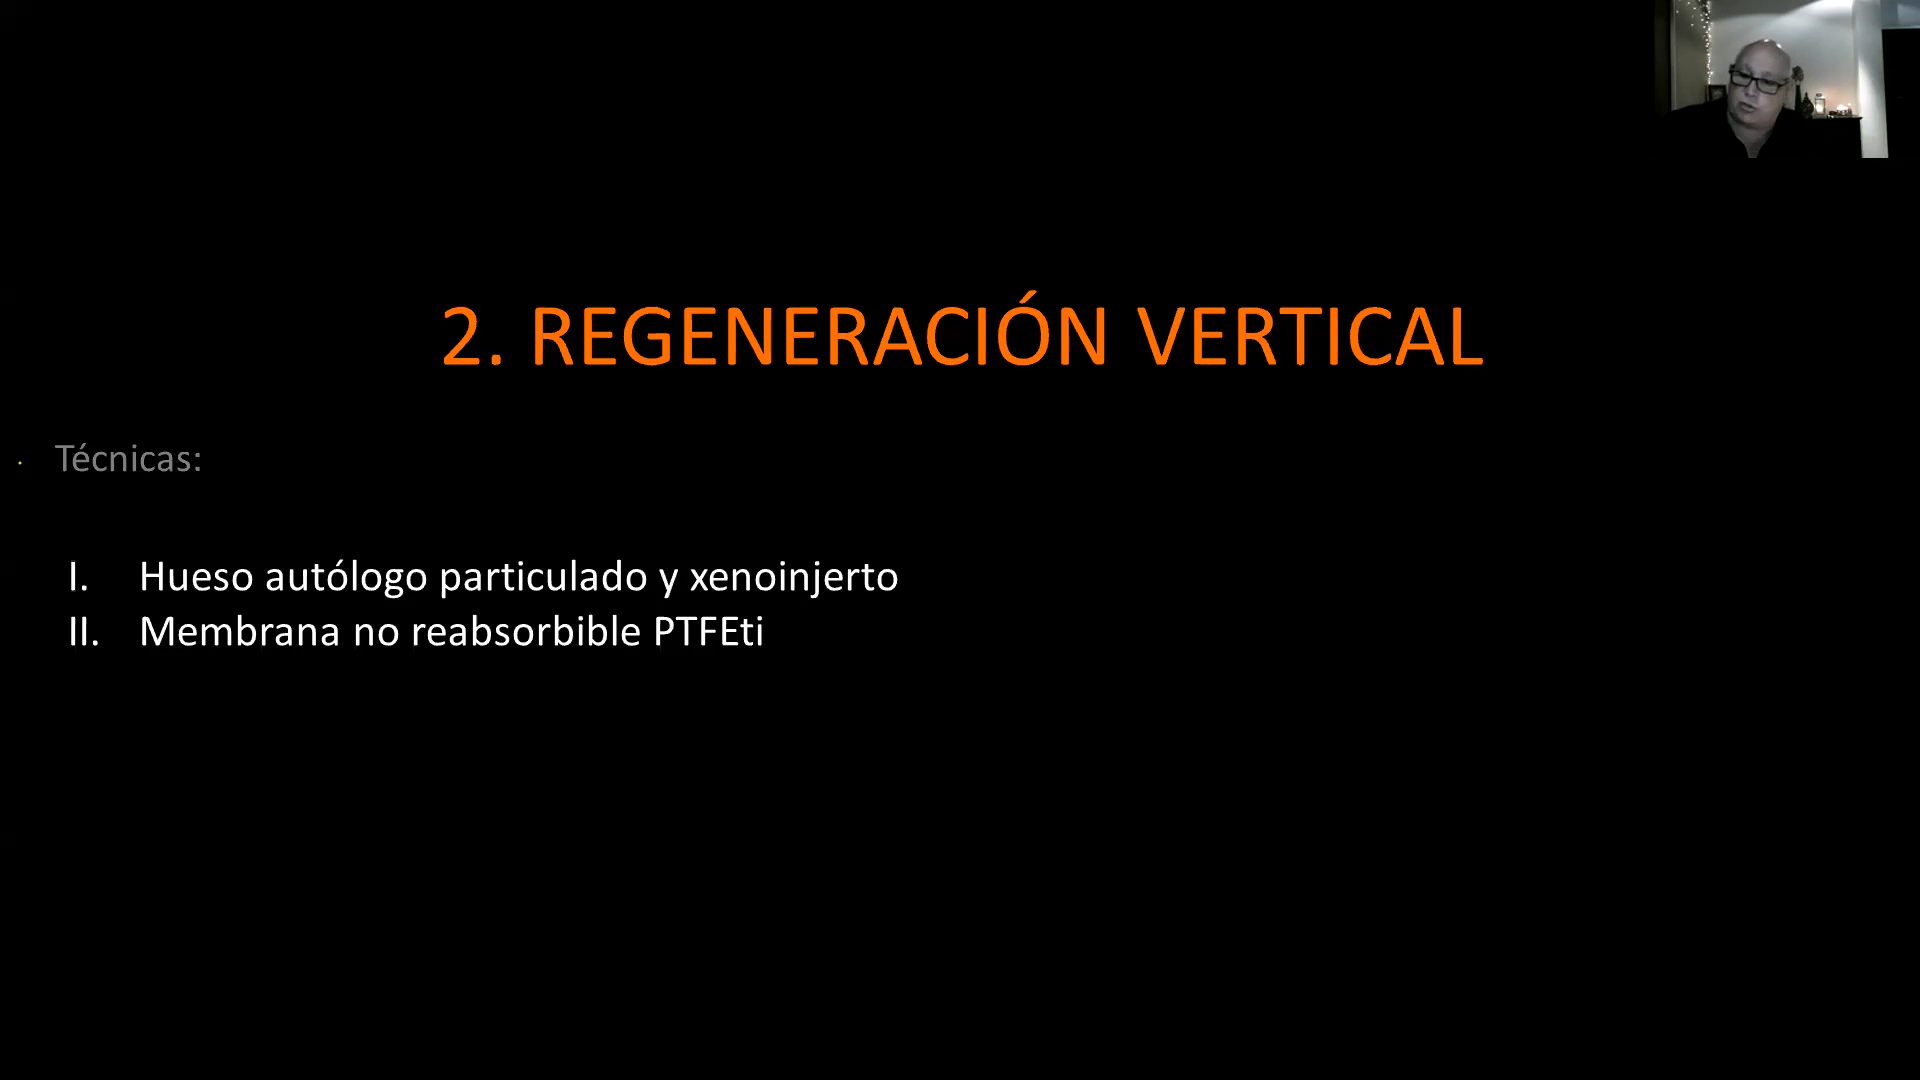 2. REGENERACIÓN VERTICAL
· Técnicas:
I. Hueso autólogo particulado y xenoinjerto
II. Membrana no reabsorbible PTFEti